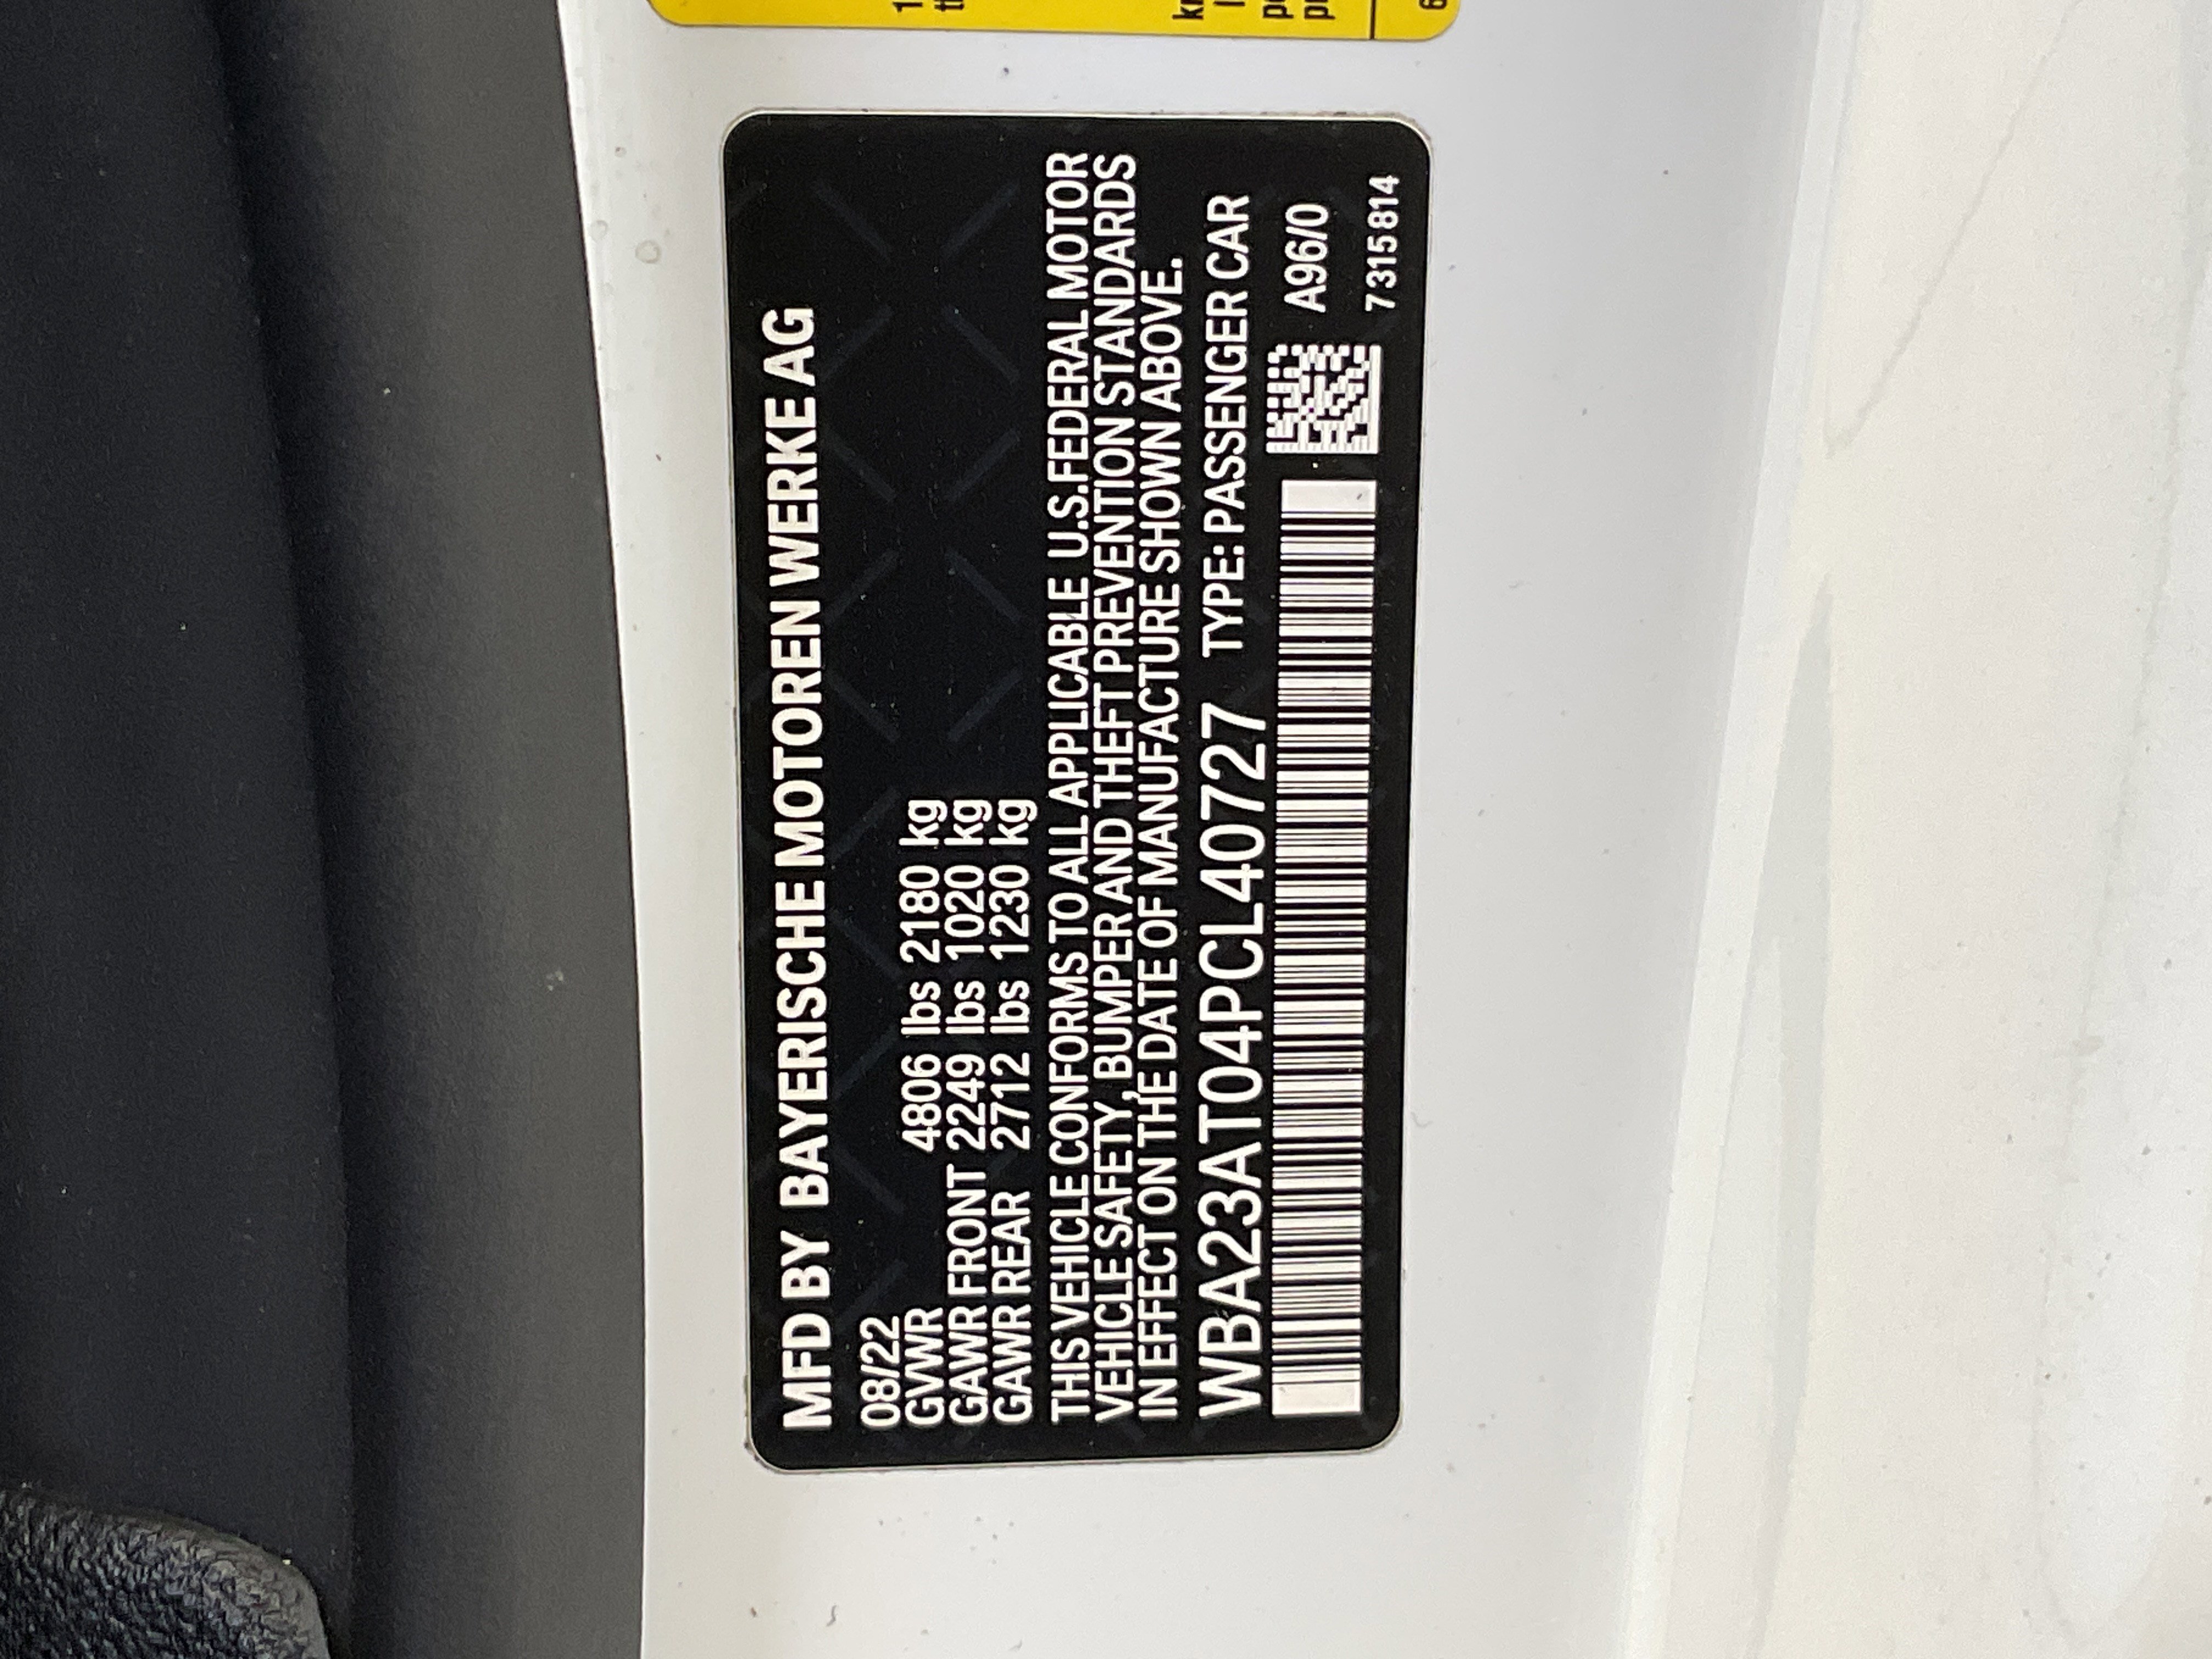 MFD BY BAYERISCHE MOTOREN WERKE AG
08/22
GVWR 4806 lbs 2180 kg
GAWR FRONT 2249 lbs 1020 kg
GAWR REAR 2712 lbs 1230 kg
THIS VEHICLE CONFORMS TO ALL APPLICABLE U.S.FEDERAL MOTOR
VEHICLE SAFETY, BUMPER AND THEFT PREVENTION STANDARDS
IN EFFECT ON THE DATE OF MANUFACTURE SHOWN ABOVE.
WBA23AT04PCL40727 TYPE: PASSENGER CAR
A96/0
7315814